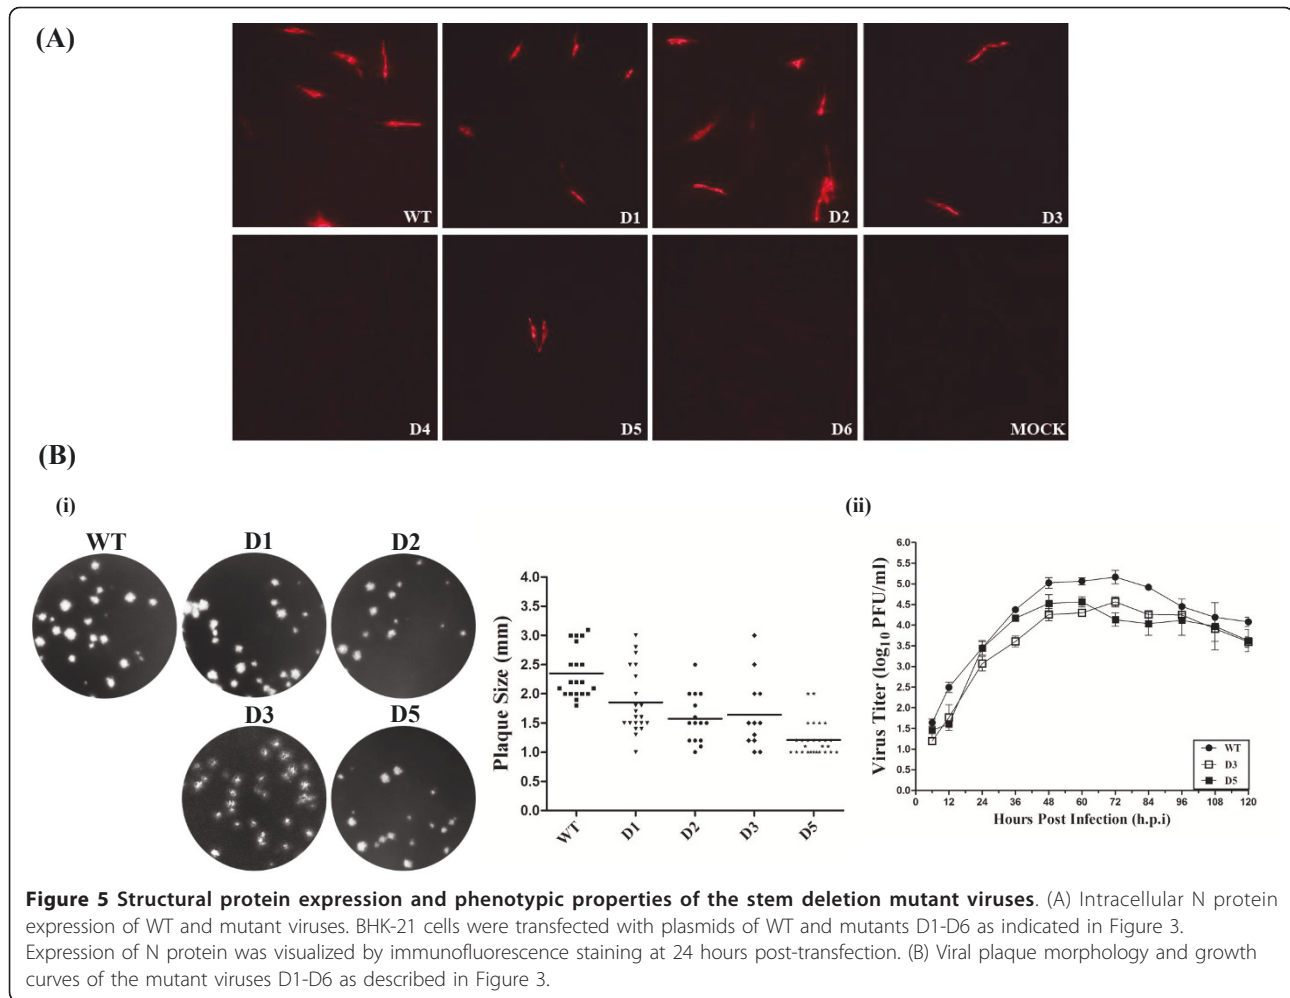 (A)
WT
D1
D2
D3
D4
D5
D6
MOCK
(B)
(i)
WT
D1
D2
D3
D5
Plaque Size (mm)
4.0
3.5
3.0
2.5
2.0
1.5
1.0
0.5
0.0
WT
D1
D2
D3
D5
(ii)
Virus Titer (log10 PFU/ml)
6.0
5.5
5.0
4.5
4.0
3.5
3.0
2.5
2.0
1.5
1.0
0.5
0.0
0 12 24 36 48 60 72 84 96 108 120
Hours Post Infection (h.p.i)
WT
D3
D5
Figure 5 Structural protein expression and phenotypic properties of the stem deletion mutant viruses. (A) Intracellular N protein
expression of WT and mutant viruses. BHK-21 cells were transfected with plasmids of WT and mutants D1-D6 as indicated in Figure 3.
Expression of N protein was visualized by immunofluorescence staining at 24 hours post-transfection. (B) Viral plaque morphology and growth
curves of the mutant viruses D1-D6 as described in Figure 3.